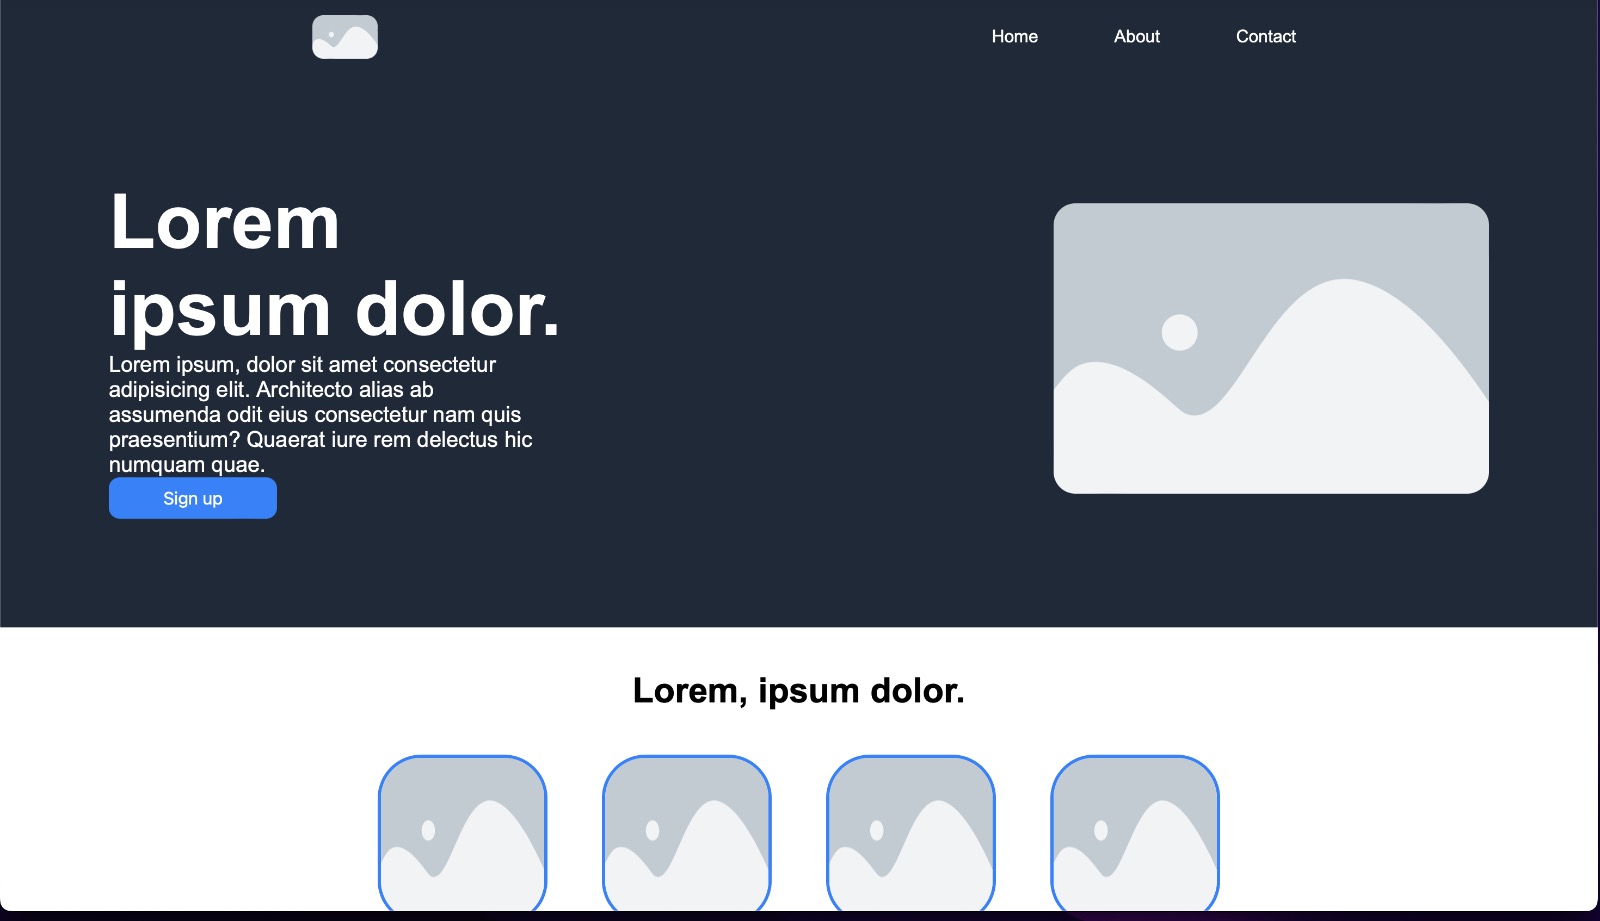 Home
About
Contact
Lorem
ipsum dolor.
Lorem ipsum, dolor sit amet consectetur
adipisicing elit. Architecto alias ab
assumenda odit eius consectetur nam quis
praesentium? Quaerat iure rem delectus hic
numquam quae.
Sign up
Lorem, ipsum dolor.